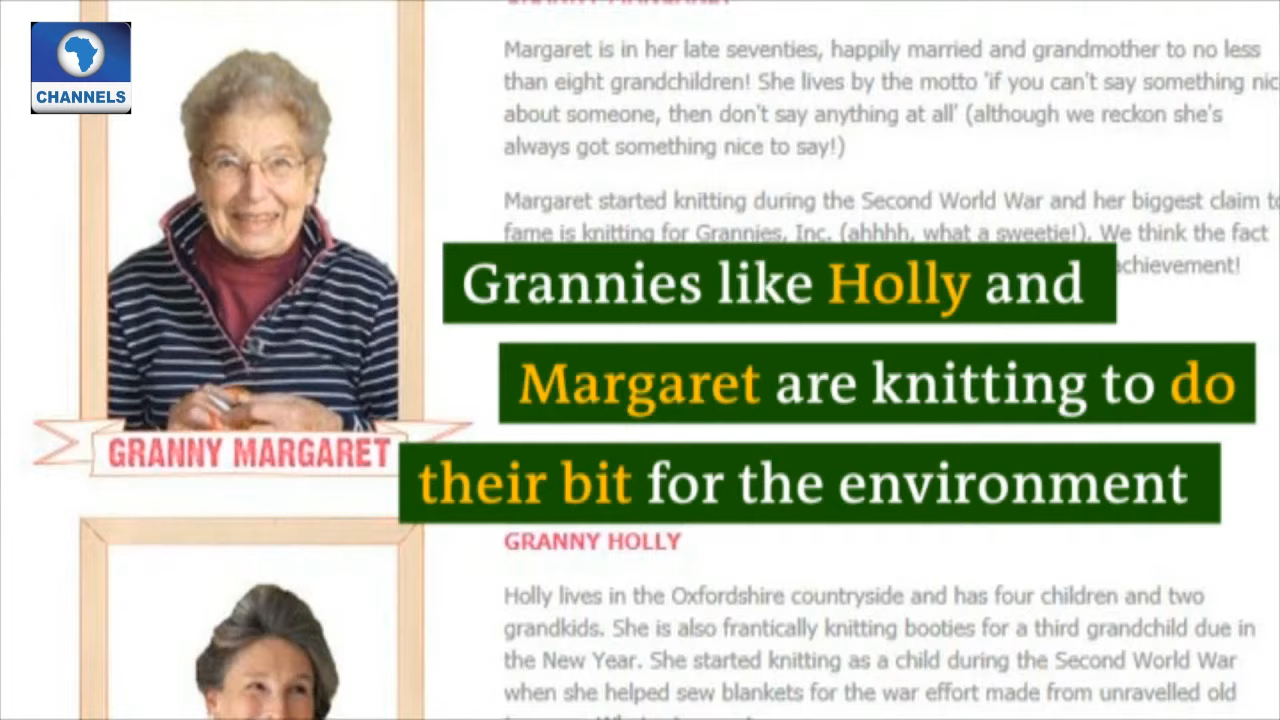 CHANNELS
GRANNY MARGARET
Margaret is in her late seventies, happily married and grandmother to no less
than eight grandchildren! She lives by the motto 'if you can't say something nic
about someone, then don't say anything at all' (although we reckon she's
always got something nice to say!)
Margaret started knitting during the Second World War and her biggest claim to
fame is knitting for Grannies, Inc. (ahhhh, what a sweetie!). We think the fact
achievement!
Grannies like Holly and
Margaret are knitting to do
their bit for the environment
GRANNY MARGARET
GRANNY HOLLY
Holly lives in the Oxfordshire countryside and has four children and two
grandkids. She is also frantically knitting booties for a third grandchild due in
the New Year. She started knitting as a child during the Second World War
when she helped sew blankets for the war effort made from unravelled old